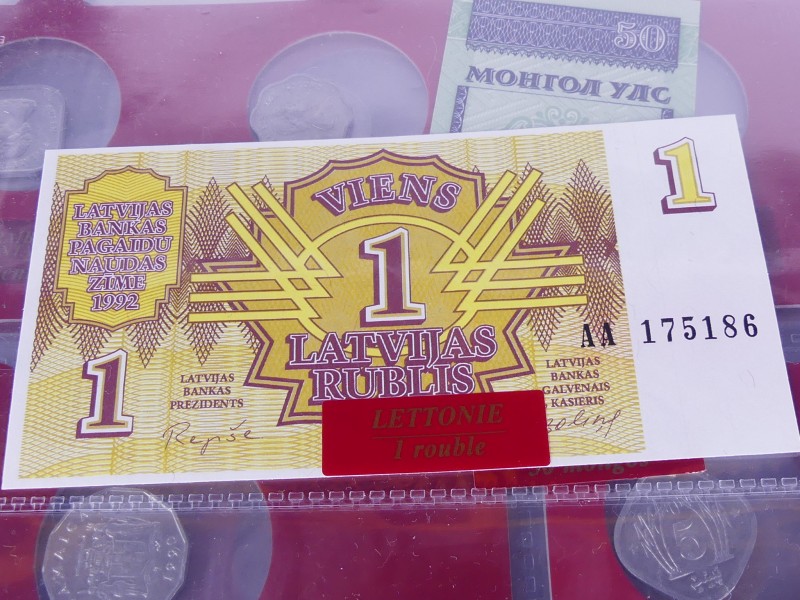 50
МОНГОЛ УЛС
VIENS
1
LATVIJAS
BANKAS
PAGAIDU
NAUDAS
ZIME
1992
1
LATVIJAS
RUBLIS
AA 175186
1
LATVIJAS
BANKAS
PREZIDENTS
Repše
LATVIJAS
BANKAS
GALVENAIS
KASIERIS
LETTONIE
1 rouble
5